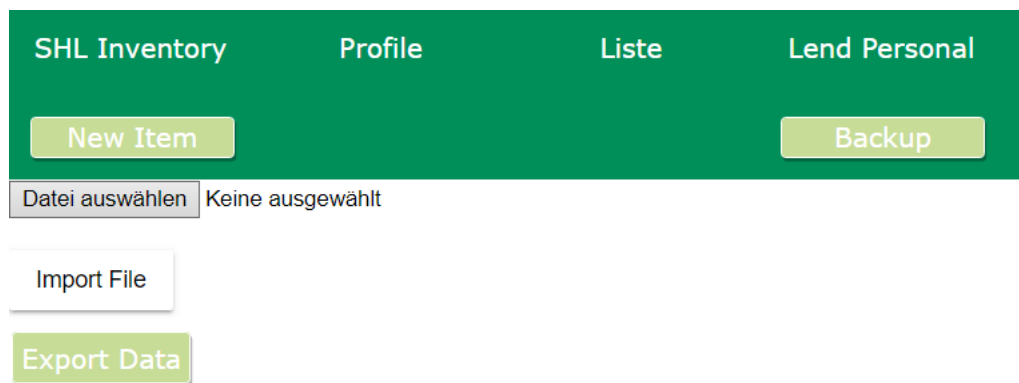 SHL Inventory Profile Liste Lend Personal
New Item Backup
Datei auswählen Keine ausgewählt
Import File
Export Data